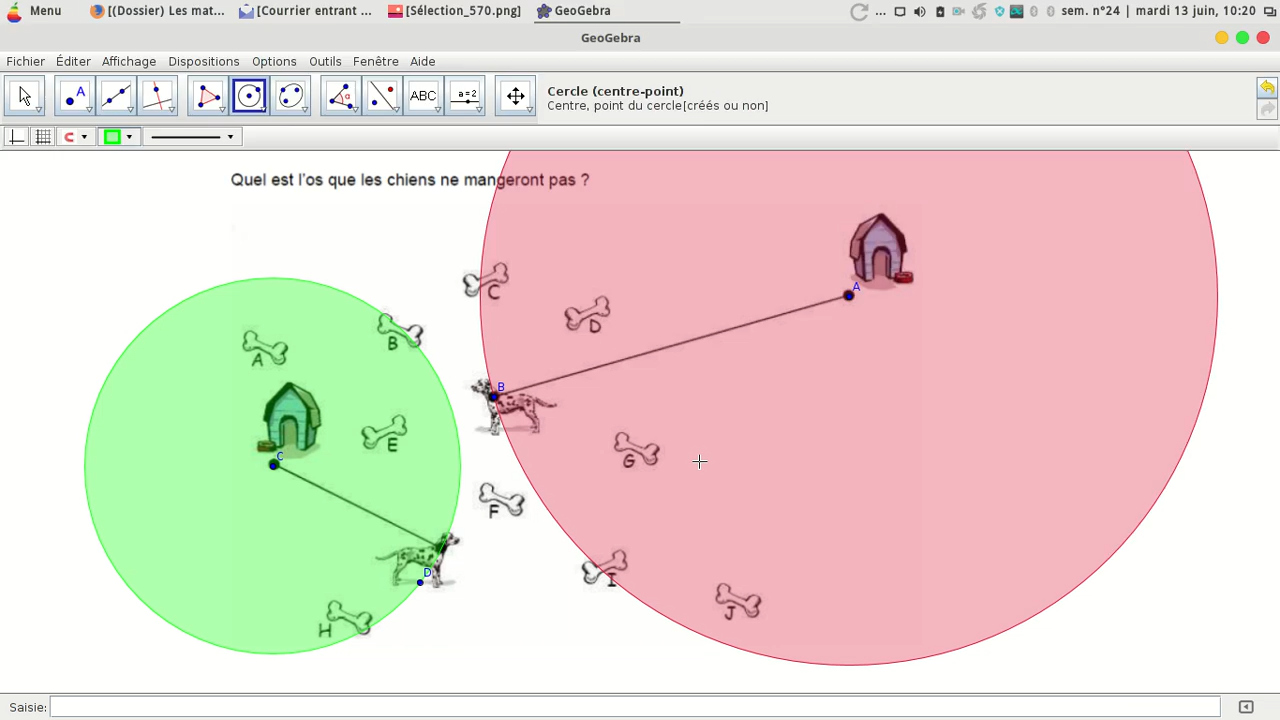 Menu [(Dossier) Les mat... [Courrier entrant ... [Sélection_570.png] GeoGebra ... sem. n°24 | mardi 13 juin, 10:20
GeoGebra
Fichier Éditer Affichage Dispositions Options Outils Fenêtre Aide
A ABC a=2 Cercle (centre-point)
Centre, point du cercle[créés ou non]
Quel est l'os que les chiens ne mangeront pas ?
C
A
D
B
A
B
E
C
G
F
D
I
J
H
Saisie: